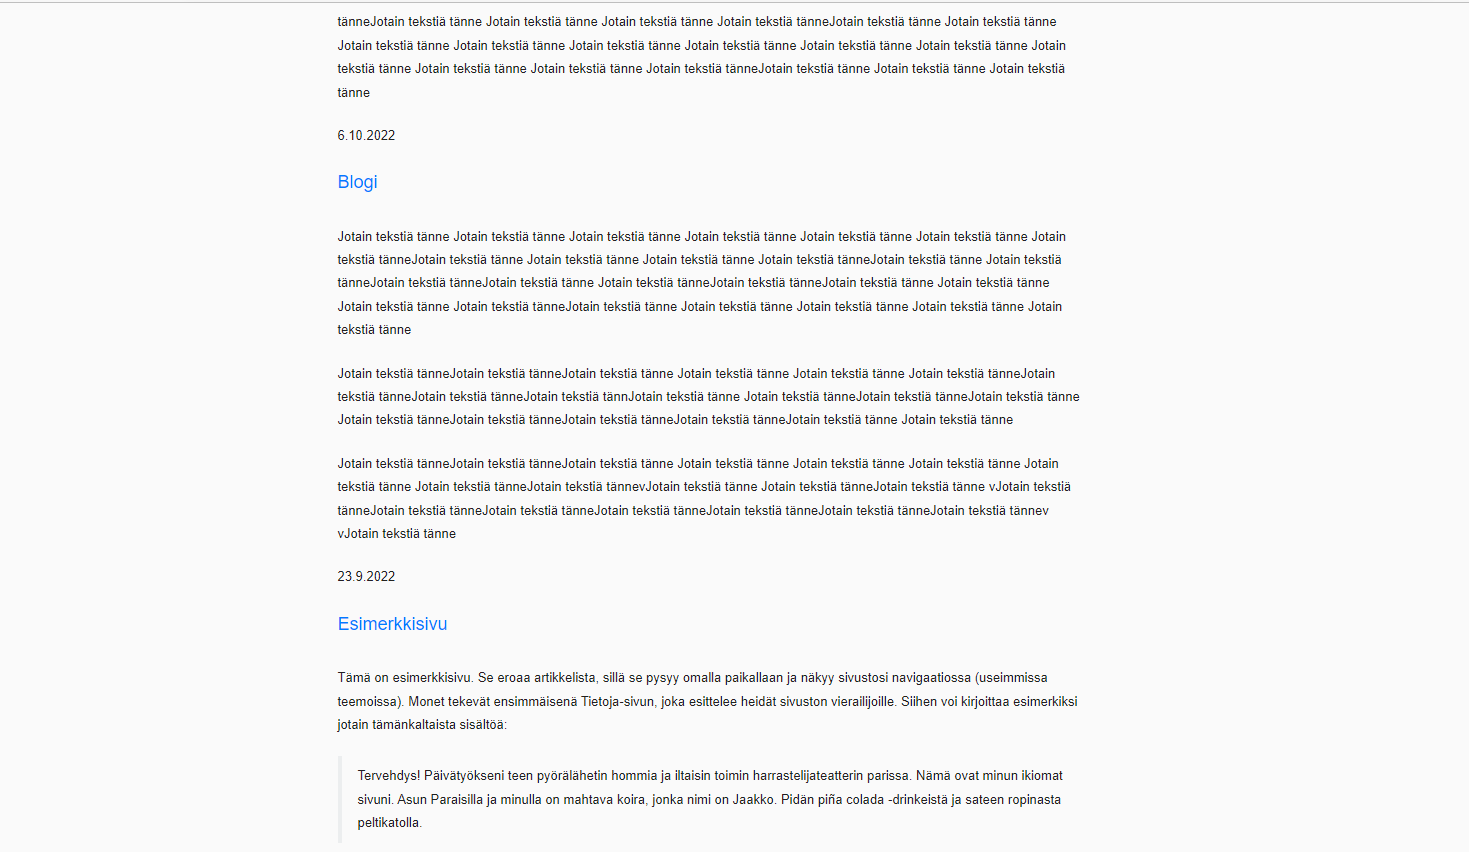 tänneJotain tekstiä tänne Jotain tekstiä tänne Jotain tekstiä tänne Jotain tekstiä tänneJotain tekstiä tänne Jotain tekstiä tänne
Jotain tekstiä tänne Jotain tekstiä tänne Jotain tekstiä tänne Jotain tekstiä tänne Jotain tekstiä tänne Jotain tekstiä tänne Jotain
tekstiä tänne Jotain tekstiä tänne Jotain tekstiä tänne Jotain tekstiä tänneJotain tekstiä tänne Jotain tekstiä tänne Jotain tekstiä
tänne
6.10.2022
Blogi
Jotain tekstiä tänne Jotain tekstiä tänne Jotain tekstiä tänne Jotain tekstiä tänne Jotain tekstiä tänne Jotain tekstiä tänne Jotain
tekstiä tänneJotain tekstiä tänne Jotain tekstiä tänne Jotain tekstiä tänne Jotain tekstiä tänneJotain tekstiä tänne Jotain tekstiä
tänneJotain tekstiä tänneJotain tekstiä tänne Jotain tekstiä tänneJotain tekstiä tänneJotain tekstiä tänne Jotain tekstiä tänne
Jotain tekstiä tänne Jotain tekstiä tänneJotain tekstiä tänne Jotain tekstiä tänne Jotain tekstiä tänne Jotain tekstiä tänne Jotain
tekstiä tänne
Jotain tekstiä tänneJotain tekstiä tänneJotain tekstiä tänne Jotain tekstiä tänne Jotain tekstiä tänne Jotain tekstiä tänneJotain
tekstiä tänneJotain tekstiä tänneJotain tekstiä tännJotain tekstiä tänne Jotain tekstiä tänneJotain tekstiä tänneJotain tekstiä tänne
Jotain tekstiä tänneJotain tekstiä tänneJotain tekstiä tänneJotain tekstiä tänneJotain tekstiä tänne Jotain tekstiä tänne
Jotain tekstiä tänneJotain tekstiä tänneJotain tekstiä tänne Jotain tekstiä tänne Jotain tekstiä tänne Jotain tekstiä tänne Jotain
tekstiä tänne Jotain tekstiä tänneJotain tekstiä tännevJotain tekstiä tänne Jotain tekstiä tänneJotain tekstiä tänne vJotain tekstiä
tänneJotain tekstiä tänneJotain tekstiä tänneJotain tekstiä tänneJotain tekstiä tänneJotain tekstiä tänneJotain tekstiä tännev
vJotain tekstiä tänne
23.9.2022
Esimerkkisivu
Tämä on esimerkkisivu. Se eroaa artikkelista, sillä se pysyy omalla paikallaan ja näkyy sivustosi navigaatiossa (useimmissa
teemoissa). Monet tekevät ensimmäisenä Tietoja-sivun, joka esittelee heidät sivuston vierailijoille. Siihen voi kirjoittaa esimerkiksi
jotain tämänkaltaista sisältöä:
Tervehdys! Päivätyökseni teen pyörälähetin hommia ja iltaisin toimin harrastelijateatterin parissa. Nämä ovat minun ikiomat
sivuni. Asun Paraisilla ja minulla on mahtava koira, jonka nimi on Jaakko. Pidän piña colada -drinkeistä ja sateen ropinasta
peltikatolla.